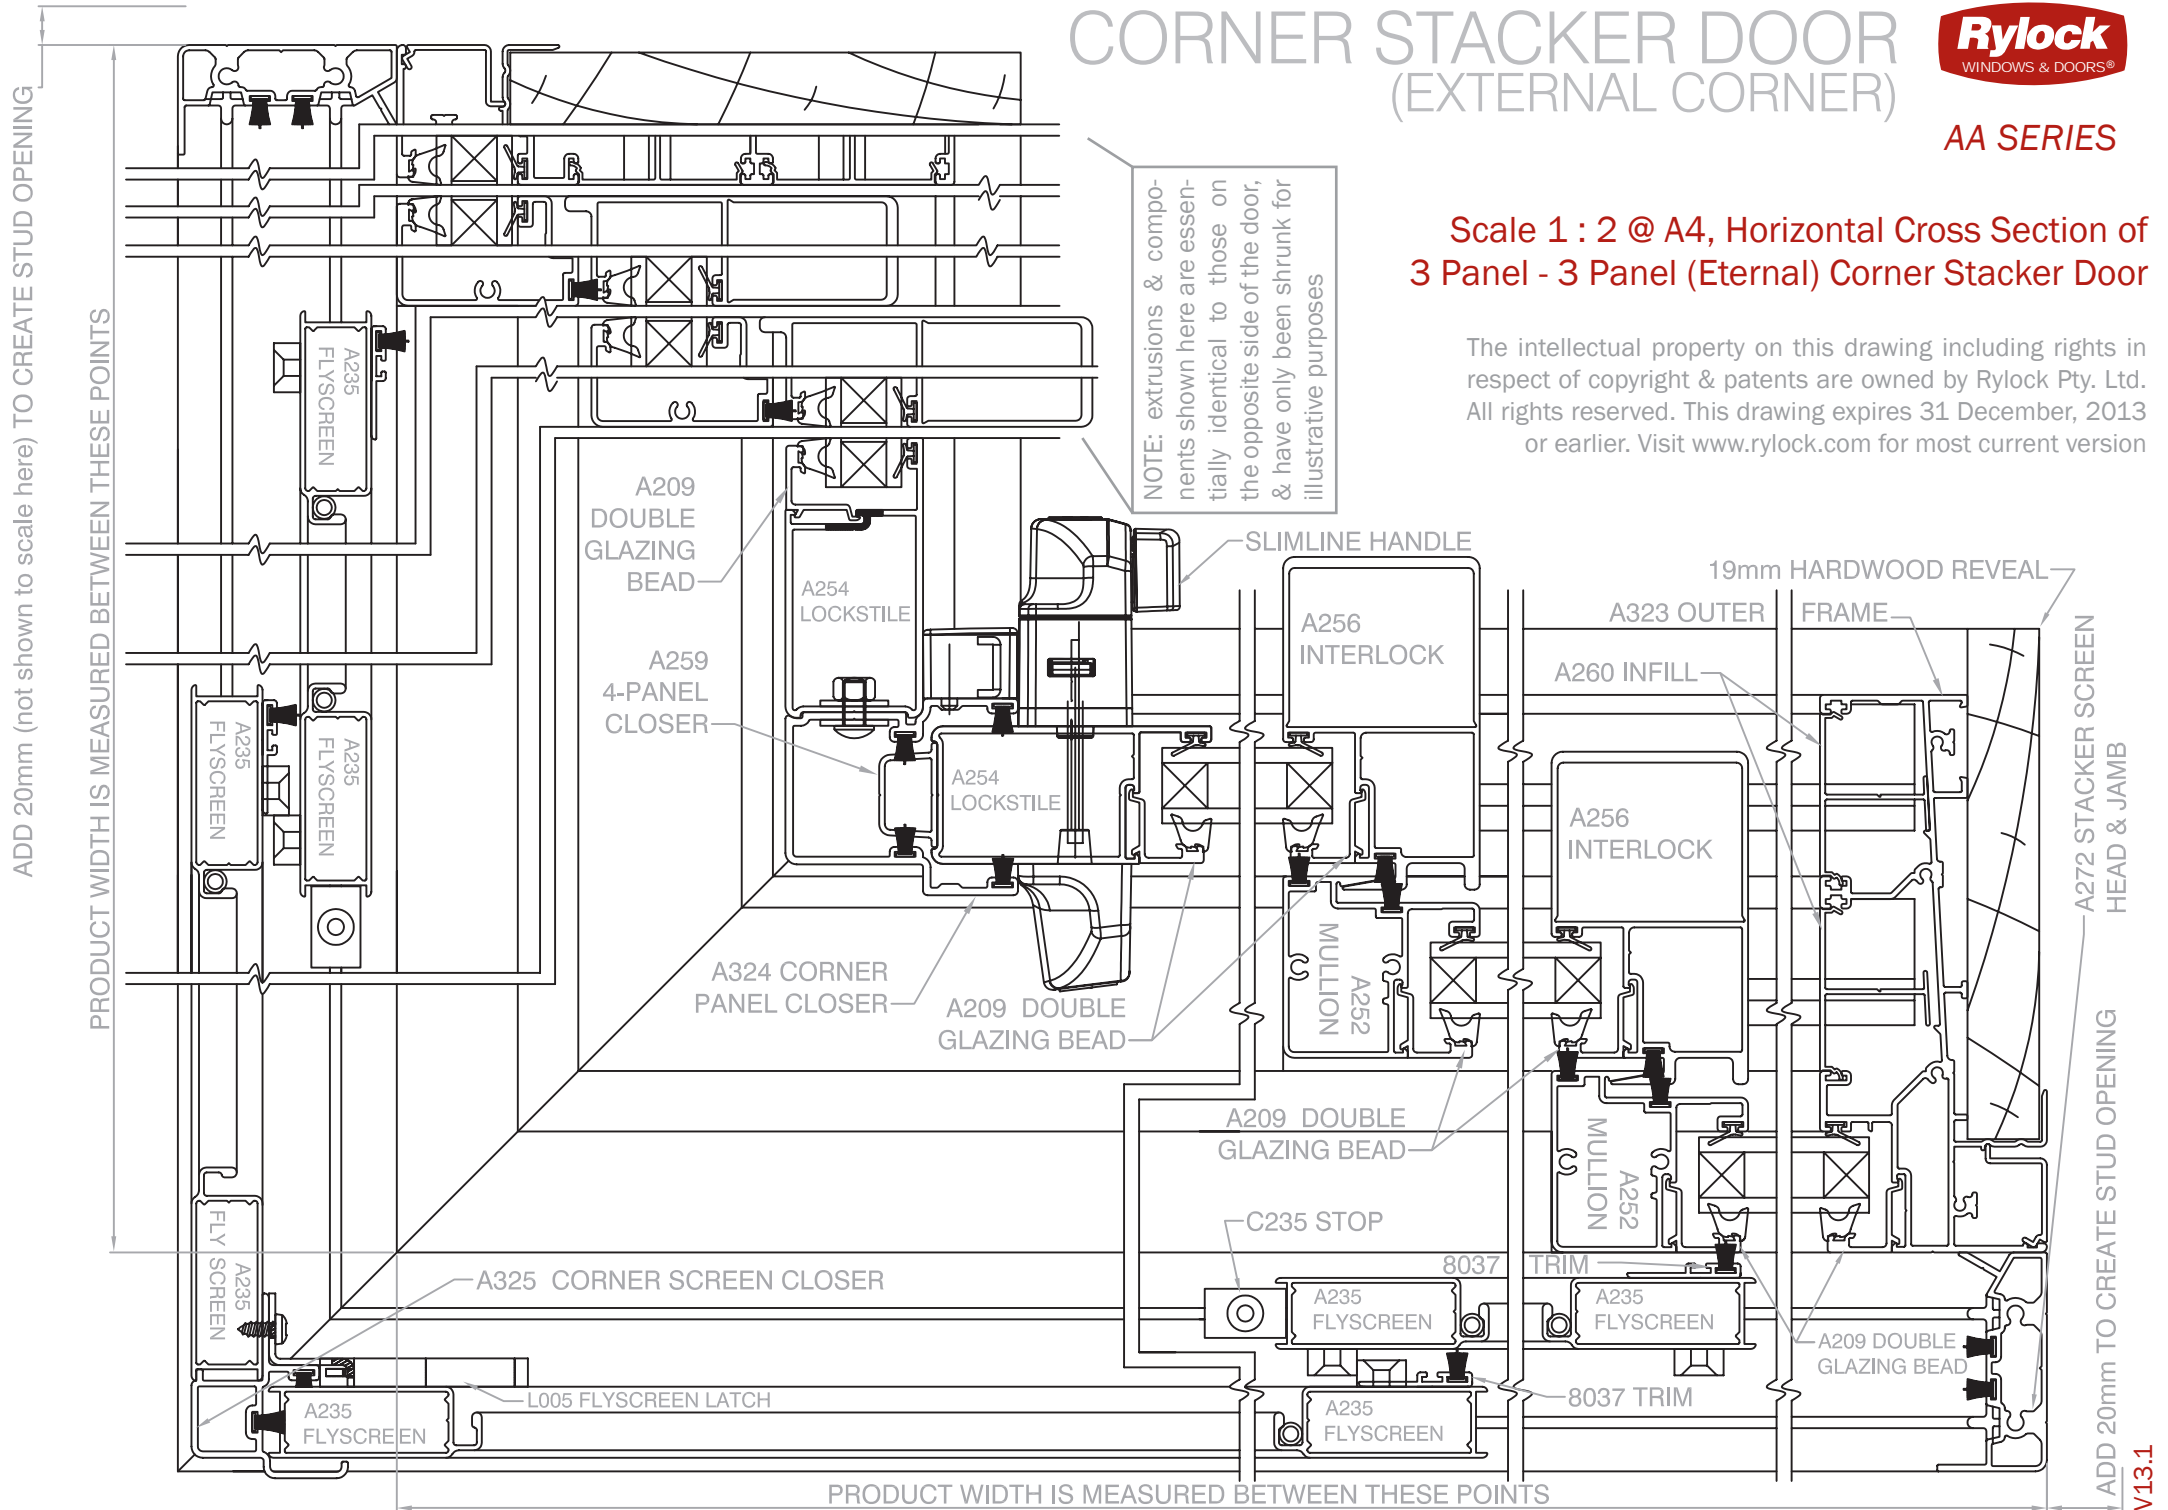 CORNER STACKER DOOR
(EXTERNAL CORNER)
Rylock
WINDOWS & DOORS®
AA SERIES
Scale 1 : 2 @ A4, Horizontal Cross Section of
3 Panel - 3 Panel (Eternal) Corner Stacker Door
The intellectual property on this drawing including rights in
respect of copyright & patents are owned by Rylock Pty. Ltd.
All rights reserved. This drawing expires 31 December, 2013
or earlier. Visit www.rylock.com for most current version
NOTE: extrusions & compo-
nents shown here are essen-
tially identical to those on
the opposite side of the door,
& have only been shrunk for
illustrative purposes
ADD 20mm (not shown to scale here) TO CREATE STUD OPENING
PRODUCT WIDTH IS MEASURED BETWEEN THESE POINTS
A235
FLYSCREEN
A209
DOUBLE
GLAZING
BEAD
A254
LOCKSTILE
SLIMLINE HANDLE
19mm HARDWOOD REVEAL
A323 OUTER FRAME
A256
INTERLOCK
A260 INFILL
A259
4-PANEL
CLOSER
A235
FLYSCREEN
A235
FLYSCREEN
A254
LOCKSTILE
A256
INTERLOCK
A272 STACKER SCREEN
HEAD & JAMB
A324 CORNER
PANEL CLOSER
A209 DOUBLE
GLAZING BEAD
A252
MULLION
A209 DOUBLE
GLAZING BEAD
A252
MULLION
A235
FLY SCREEN
C235 STOP
8037 TRIM
A325 CORNER SCREEN CLOSER
A235
FLYSCREEN
A235
FLYSCREEN
A209 DOUBLE
GLAZING BEAD
L005 FLYSCREEN LATCH
8037 TRIM
A235
FLYSCREEN
A235
FLYSCREEN
PRODUCT WIDTH IS MEASURED BETWEEN THESE POINTS
ADD 20mm TO CREATE STUD OPENING
V13.1